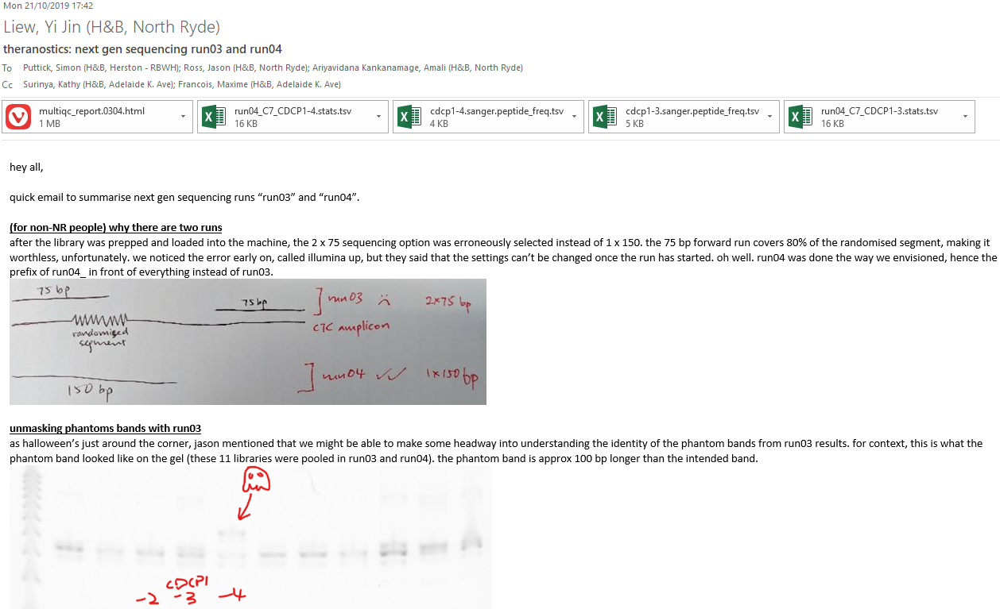 Mon 21/10/2019 17:42
Liew, Yi Jin (H&B, North Ryde)
theranostics: next gen sequencing run03 and run04
To Puttick, Simon (H&B, Herston - RBWH); Ross, Jason (H&B, North Ryde); Ariyavidana Kankanamage, Amali (H&B, North Ryde)
Cc Surinya, Kathy (H&B, Adelaide K. Ave); Francois, Maxime (H&B, Adelaide K. Ave)
multiqc_report.0304.html
1 MB
run04_C7_CDCP1-4.stats.tsv
16 KB
cdcp1-4.sanger.peptide_freq.tsv
4 KB
cdcp1-3.sanger.peptide_freq.tsv
5 KB
run04_C7_CDCP1-3.stats.tsv
16 KB
hey all,
quick email to summarise next gen sequencing runs “run03” and “run04”.
(for non-NR people) why there are two runs
after the library was prepped and loaded into the machine, the 2 x 75 sequencing option was erroneously selected instead of 1 x 150. the 75 bp forward run covers 80% of the randomised segment, making it
worthless, unfortunately. we noticed the error early on, called illumina up, but they said that the settings can’t be changed once the run has started. oh well. run04 was done the way we envisioned, hence the
prefix of run04_ in front of everything instead of run03.
75 bp
75 bp
run03
2x75 bp
randomised
segment
CTC amplicon
150 bp
run04
1x150 bp
unmasking phantoms bands with run03
as halloween’s just around the corner, jason mentioned that we might be able to make some headway into understanding the identity of the phantom bands from run03 results. for context, this is what the
phantom band looked like on the gel (these 11 libraries were pooled in run03 and run04). the phantom band is approx 100 bp longer than the intended band.
CDCP1
-2 -3 -4